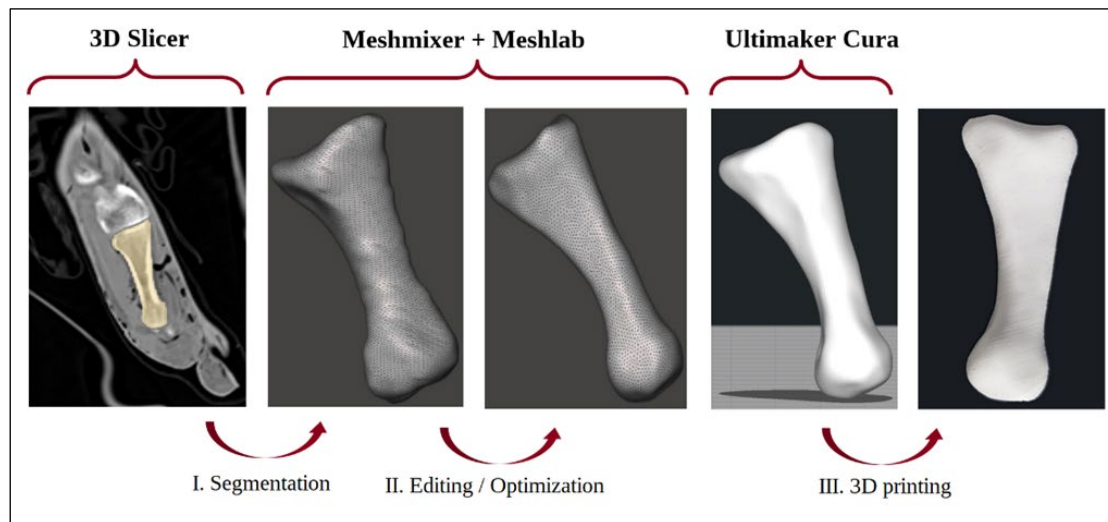 3D Slicer
Meshmixer + Meshlab
Ultimaker Cura
I. Segmentation
II. Editing / Optimization
III. 3D printing